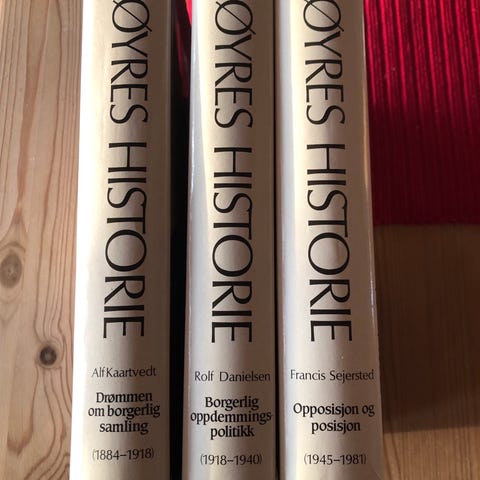 ØYRES HISTORIE
Alf Kaartvedt
Drømmen
om borgerlig
samling
(1884–1918)
ØYRES HISTORIE
Rolf Danielsen
Borgerlig
oppdemmings-
politikk
(1918–1940)
ØYRES HISTORIE
Francis Sejersted
Opposisjon og
posisjon
(1945–1981)